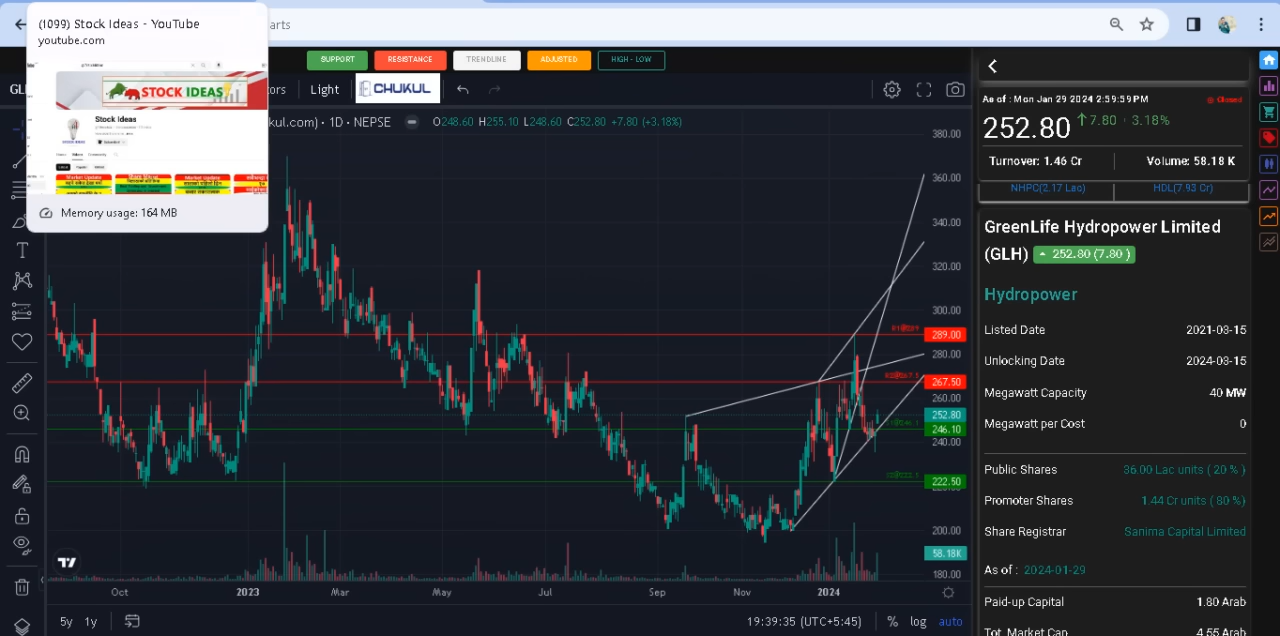 (1099) Stock Ideas - YouTube
youtube.com
arts
STOCK IDEAS
Stock Ideas
Memory usage: 164 MB
SUPPORT
RESISTANCE
TRENDLINE
ADJUSTED
HIGH - LOW
GL
ors
Light
CHUKUL
kul.com) · 1D · NEPSE
O248.60 H255.10 L248.60 C252.80 +7.80 (+3.18%)
380.00
360.00
340.00
320.00
300.00
289.00
280.00
267.50
260.00
252.80
246.10
240.00
222.50
200.00
58.18K
180.00
Oct
2023
Mar
May
Jul
Sep
Nov
2024
5y
1y
19:39:35 (UTC+5:45)
%
log
auto
As of : Mon Jan 29 2024 2:59:59 PM
Closed
252.80 ↑ 7.80 · 3.18%
Turnover: 1.46 Cr
Volume: 58.18 K
NHPC(2.17 Lac)
HDL(7.93 Cr)
GreenLife Hydropower Limited
(GLH) 252.80 (7.80 )
Hydropower
Listed Date 2021-03-15
Unlocking Date 2024-03-15
Megawatt Capacity 40 MW
Megawatt per Cost 0
Public Shares 36.00 Lac units ( 20 % )
Promoter Shares 1.44 Cr units ( 80 %)
Share Registrar Sanima Capital Limited
As of : 2024-01-29
Paid-up Capital 1.80 Arab
Tot. Market Cap 4.55 Arab